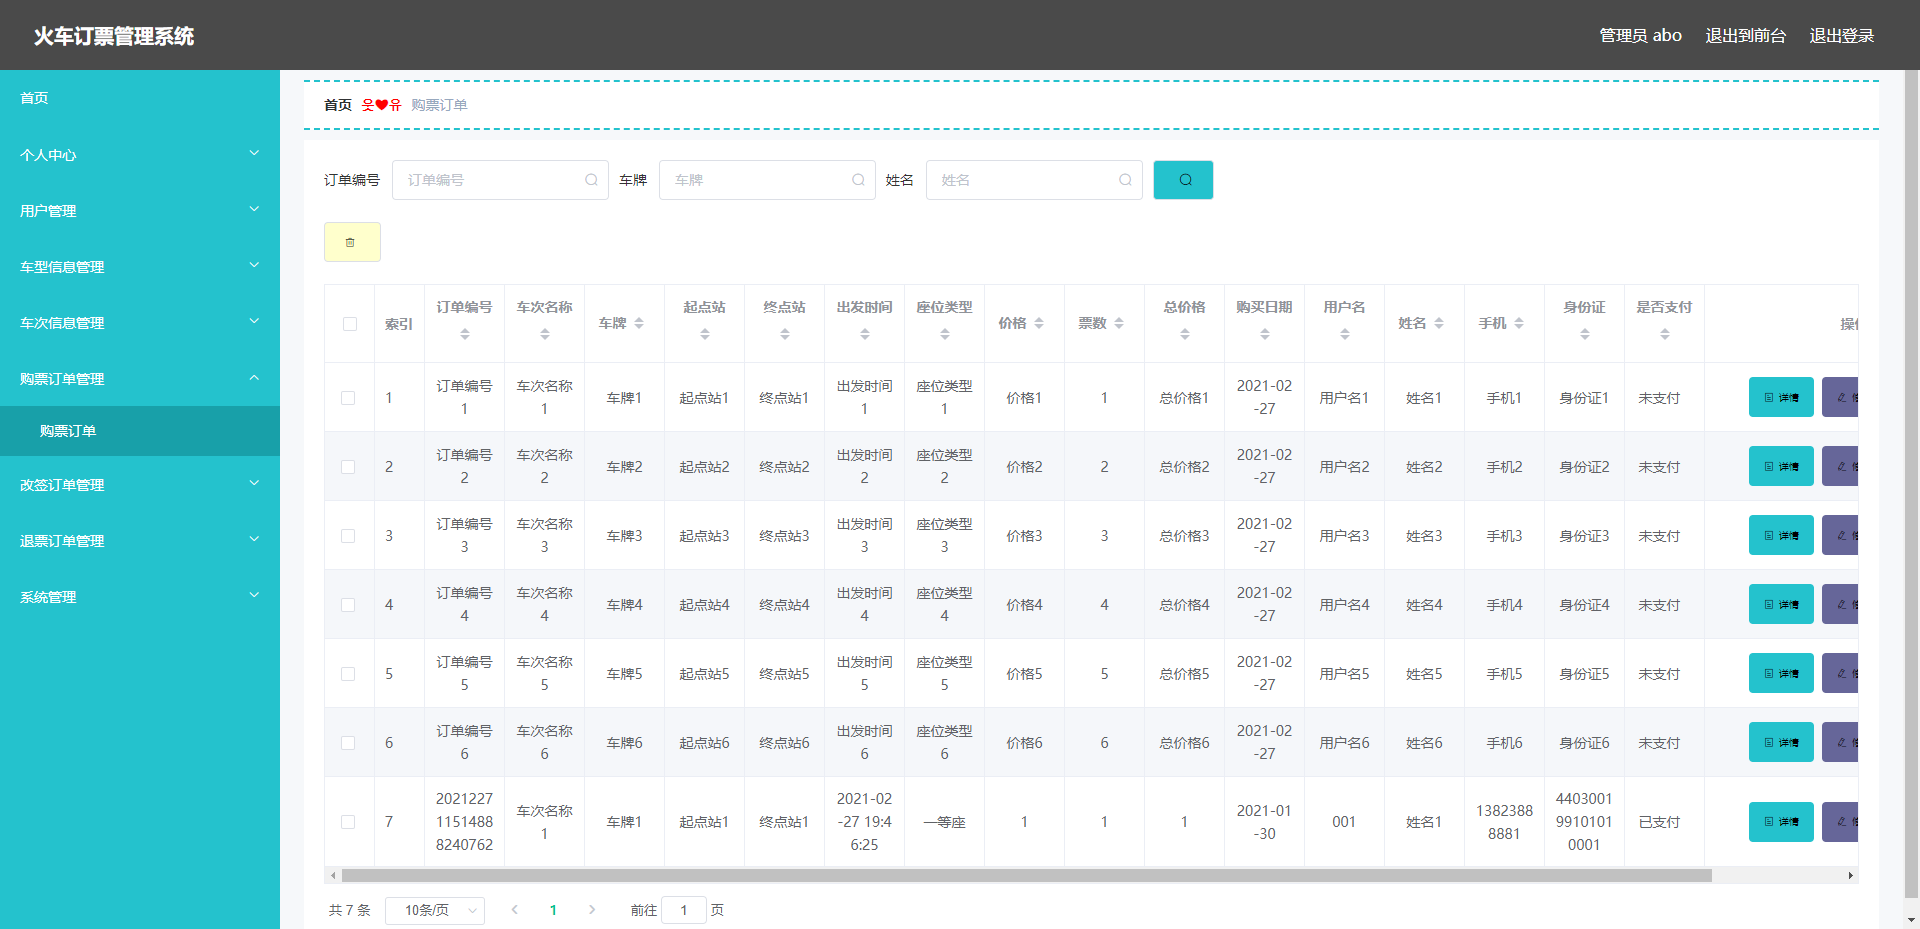 火车订票管理系统
管理员 abo 退出到前台 退出登录
首页
个人中心
用户管理
车型信息管理
车次信息管理
购票订单管理
购票订单
改签订单管理
退票订单管理
系统管理
首页 웃❤유 购票订单
订单编号 订单编号 车牌 车牌 姓名 姓名
索引 订单编号 车次名称 车牌 起点站 终点站 出发时间 座位类型 价格 票数 总价格 购买日期 用户名 姓名 手机 身份证 是否支付
1 订单编号1 车次名称1 车牌1 起点站1 终点站1 出发时间1 座位类型1 价格1 1 总价格1 2021-02-27 用户名1 姓名1 手机1 身份证1 未支付 详情
2 订单编号2 车次名称2 车牌2 起点站2 终点站2 出发时间2 座位类型2 价格2 2 总价格2 2021-02-27 用户名2 姓名2 手机2 身份证2 未支付 详情
3 订单编号3 车次名称3 车牌3 起点站3 终点站3 出发时间3 座位类型3 价格3 3 总价格3 2021-02-27 用户名3 姓名3 手机3 身份证3 未支付 详情
4 订单编号4 车次名称4 车牌4 起点站4 终点站4 出发时间4 座位类型4 价格4 4 总价格4 2021-02-27 用户名4 姓名4 手机4 身份证4 未支付 详情
5 订单编号5 车次名称5 车牌5 起点站5 终点站5 出发时间5 座位类型5 价格5 5 总价格5 2021-02-27 用户名5 姓名5 手机5 身份证5 未支付 详情
6 订单编号6 车次名称6 车牌6 起点站6 终点站6 出发时间6 座位类型6 价格6 6 总价格6 2021-02-27 用户名6 姓名6 手机6 身份证6 未支付 详情
7 202122711514888240762 车次名称1 车牌1 起点站1 终点站1 2021-02-27 19:46:25 一等座 1 1 1 2021-01-30 001 姓名1 13823888881 440300199101010001 已支付 详情
共 7 条 10条/页 1 前往 1 页